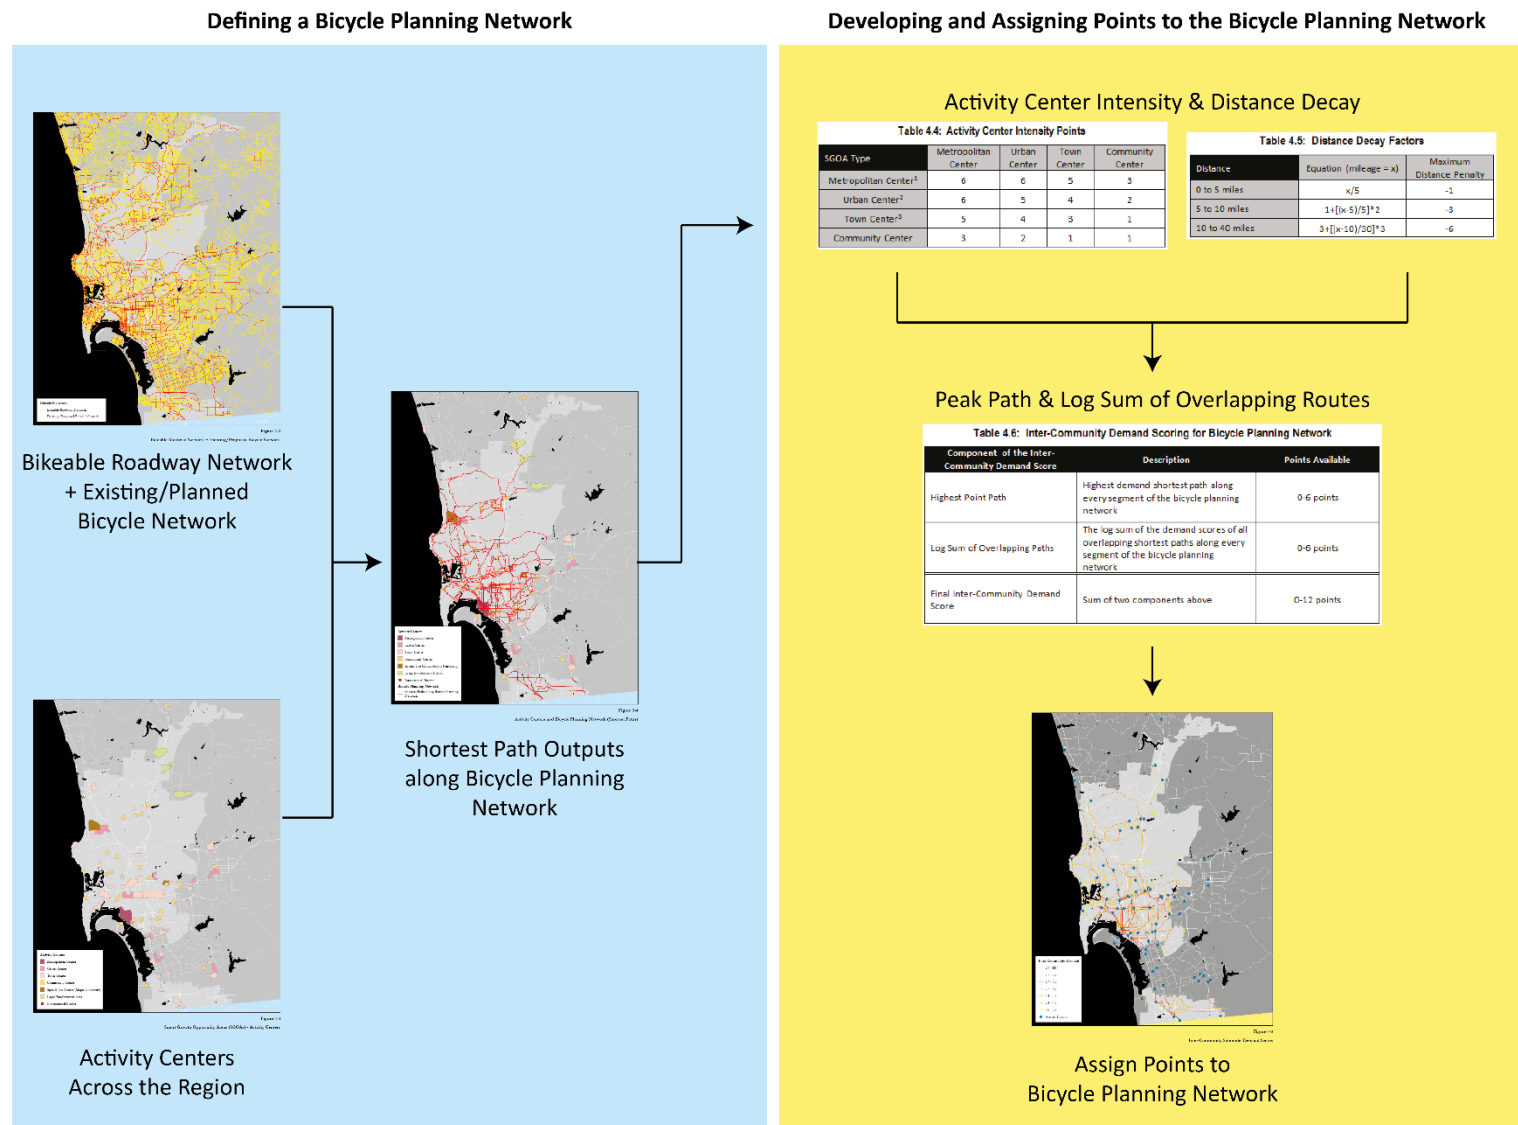 Defining a Bicycle Planning Network
Bikeable Roadway Network
+ Existing/Planned
Bicycle Network
Activity Centers
Across the Region
Shortest Path Outputs
along Bicycle Planning
Network
Developing and Assigning Points to the Bicycle Planning Network
Activity Center Intensity & Distance Decay
Table 4.4: Activity Center Intensity Points
SGOA Type Metropolitan Center Urban Center Town Center Community Center
Metropolitan Center1 6 6 5 3
Urban Center2 6 5 4 2
Town Center3 5 4 3 1
Community Center 3 2 1 1
Table 4.5: Distance Decay Factors
Distance Equation (mileage = x) Maximum Distance Penalty
0 to 5 miles x/5 -1
5 to 10 miles 1+[(x-5)/5]*2 -3
10 to 40 miles 3+[(x-10)/30]*3 -6
Peak Path & Log Sum of Overlapping Routes
Table 4.6: Inter-Community Demand Scoring for Bicycle Planning Network
Component of the Inter-
Community Demand Score
Description
Points Available
Highest Point Path
Highest demand shortest path along
every segment of the bicycle planning
network
0-6 points
Log Sum of Overlapping Paths
The log sum of the demand scores of all
overlapping shortest paths along every
segment of the bicycle planning
network
0-6 points
Final Inter-Community Demand
Score
Sum of two components above
0-12 points
Assign Points to
Bicycle Planning Network